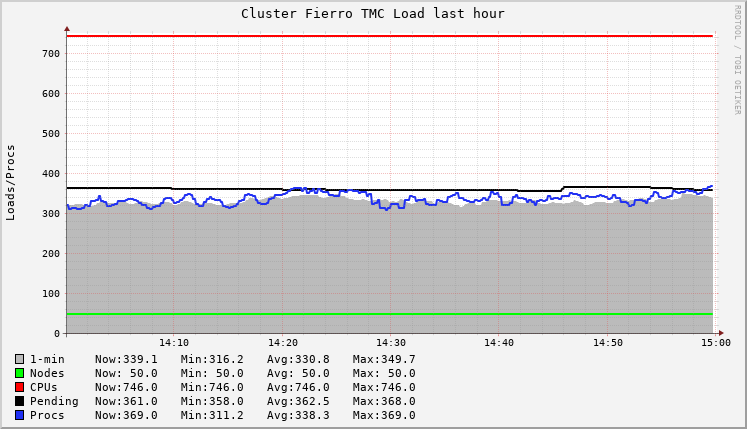 Cluster Fierro TMC Load last hour
RRDTOOL / TOBI OETIKER
Loads/Procs
700
600
500
400
300
200
100
0
14:10 14:20 14:30 14:40 14:50 15:00
1-min Now:339.1 Min:316.2 Avg:330.8 Max:349.7
Nodes Now: 50.0 Min: 50.0 Avg: 50.0 Max: 50.0
CPUs Now:746.0 Min:746.0 Avg:746.0 Max:746.0
Pending Now:361.0 Min:358.0 Avg:362.5 Max:368.0
Procs Now:369.0 Min:311.2 Avg:338.3 Max:369.0